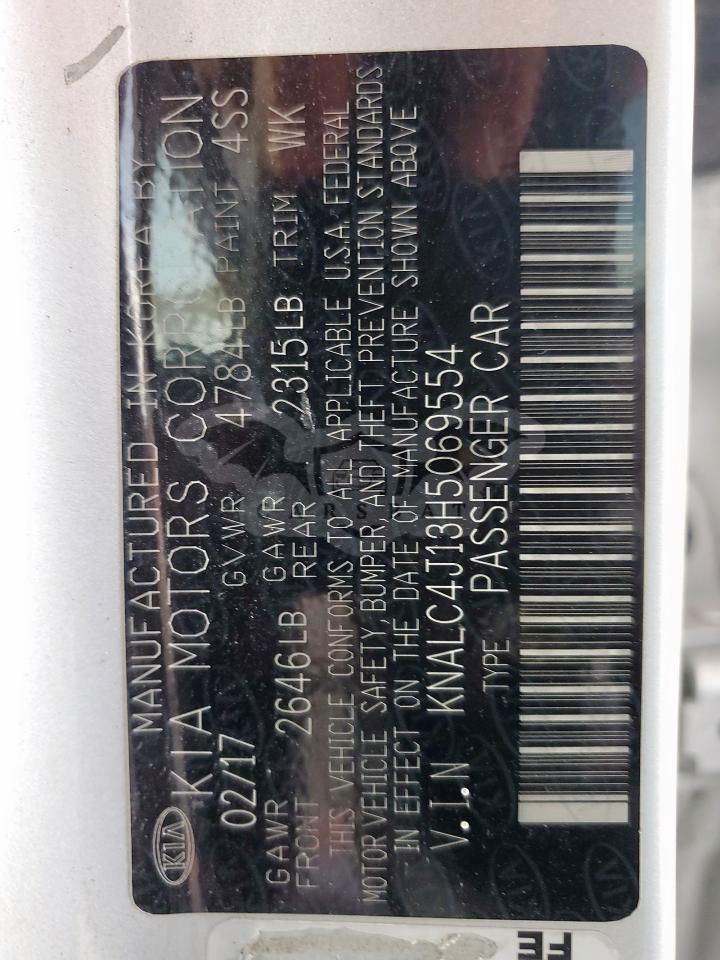 MANUFACTURED IN KOREA BY
KIA KIA MOTORS CORPORATION
02/17 GVWR 4784LB PAINT 4SS
GAWR FRONT 2646LB GAWR REAR 2315LB TRIM WK
THIS VEHICLE CONFORMS TO ALL APPLICABLE U.S.A. FEDERAL
MOTOR VEHICLE SAFETY, BUMPER, AND THEFT PREVENTION STANDARDS
IN EFFECT ON THE DATE OF MANUFACTURE SHOWN ABOVE
V.I.N KNALC4J13H5069554
TYPE PASSENGER CAR